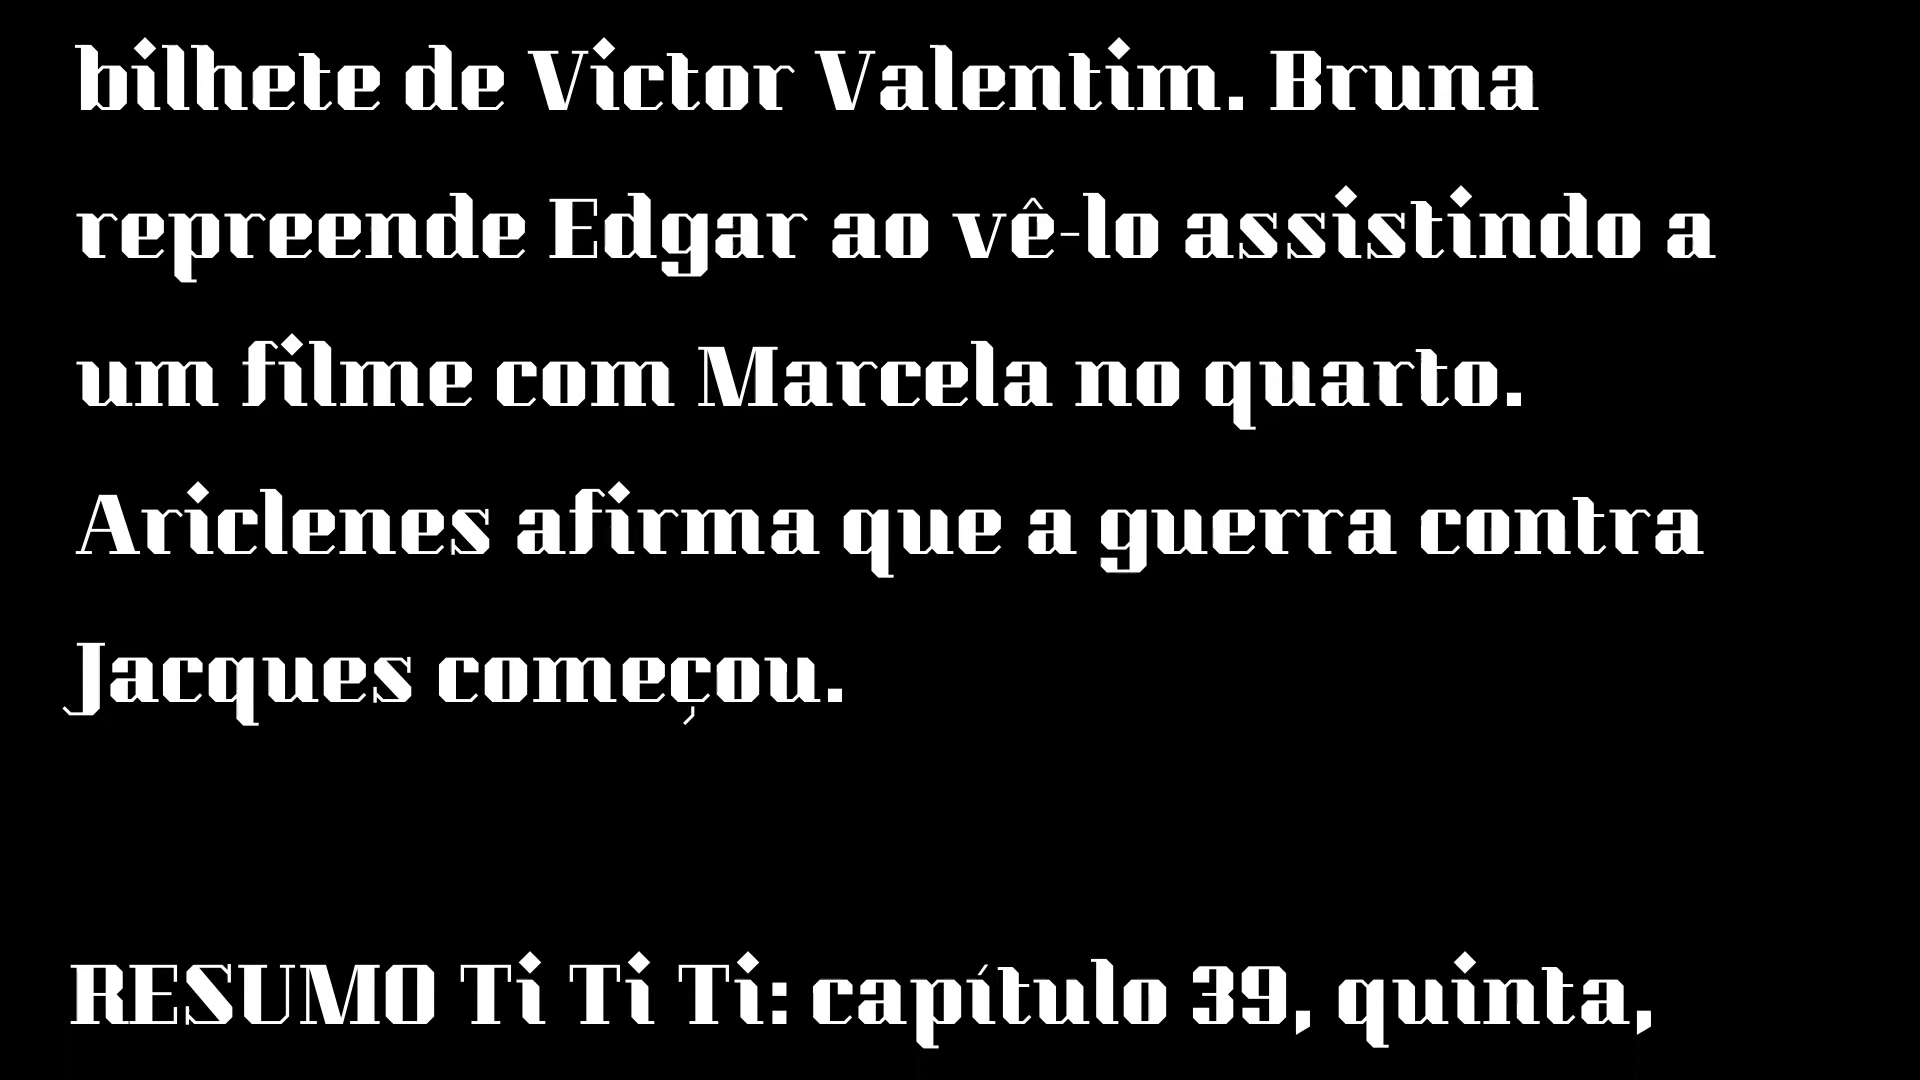 bilhete de Victor Valentim. Bruna
repreende Edgar ao vê-lo assistindo a
um filme com Marcela no quarto.
Ariclenes afirma que a guerra contra
Jacques começou.
RESUMO Ti Ti Ti: capítulo 39, quinta,